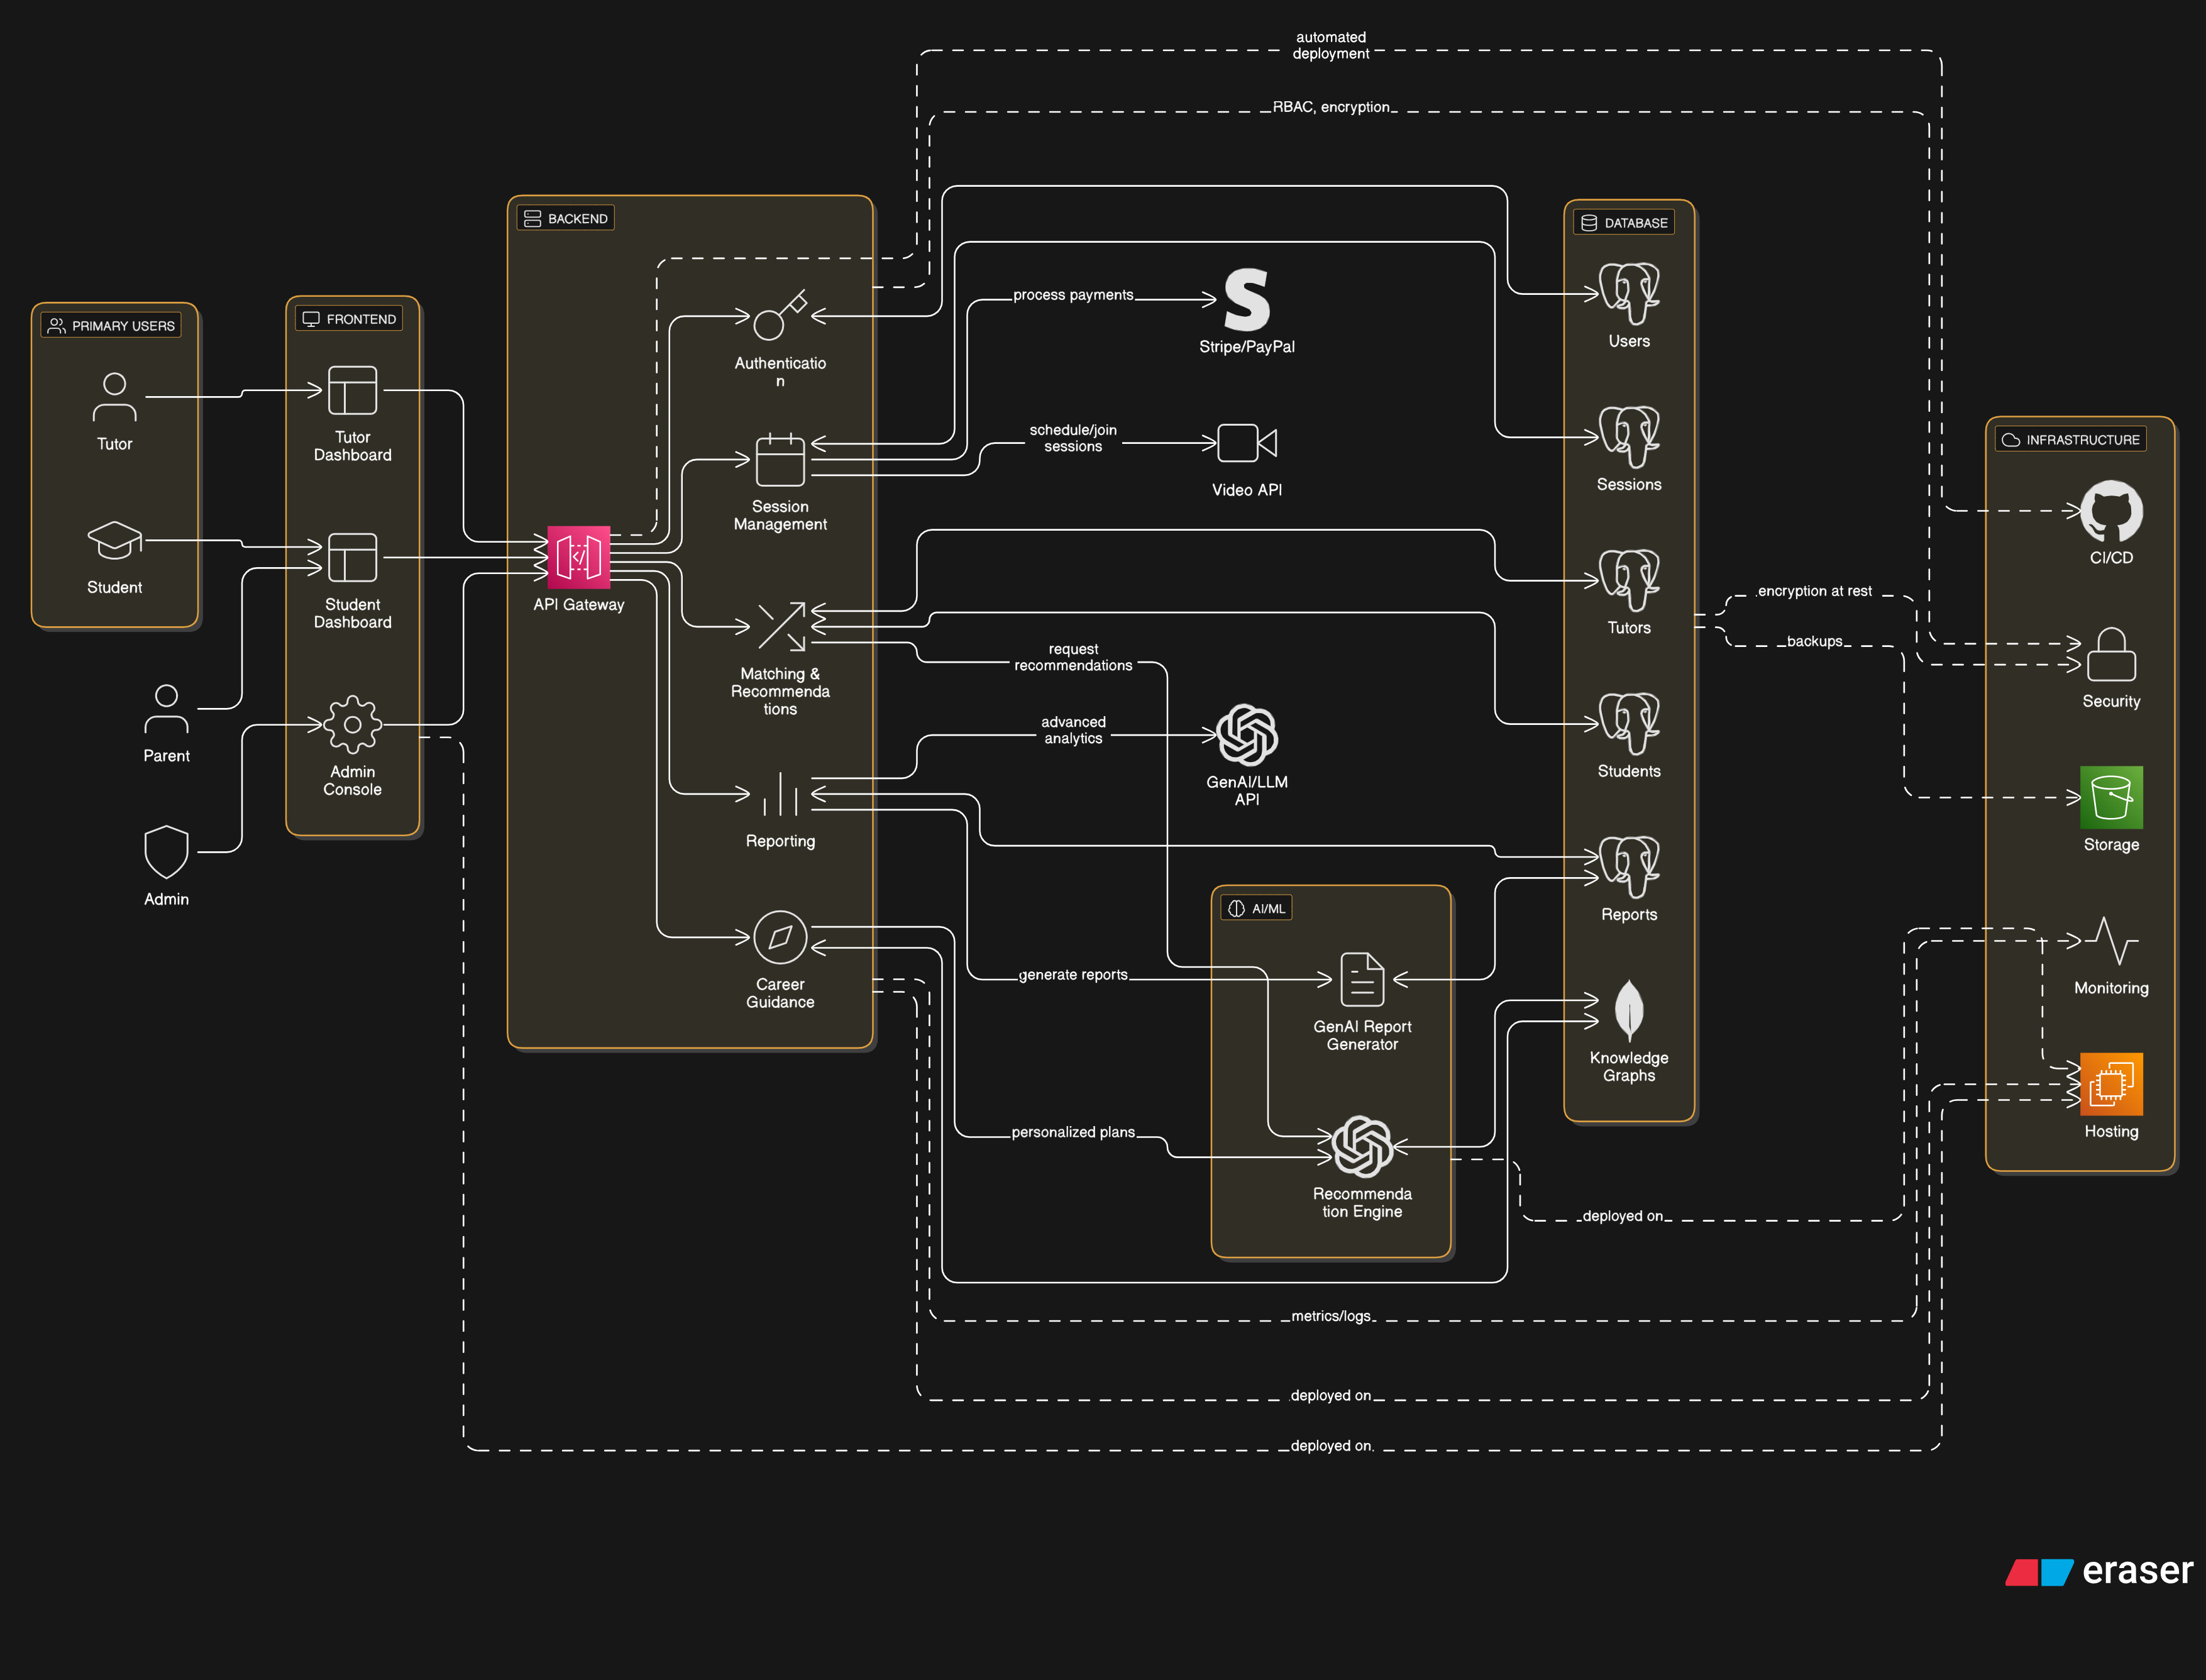 automated
deployment
RBAC, encryption
BACKEND
DATABASE
PRIMARY USERS
FRONTEND
process payments
Stripe/PayPal
Users
Authenticatio
n
Tutor
Tutor
Dashboard
schedule/join
sessions
Video API
Sessions
Session
Management
INFRASTRUCTURE
CI/CD
Student
Student
Dashboard
API Gateway
encryption at rest
backups
Tutors
request
recommendations
Matching &
Recommenda
tions
Security
Parent
advanced
analytics
GenAI/LLM
API
Students
Admin
Console
Reporting
Storage
Admin
AI/ML
Reports
generate reports
Career
Guidance
Monitoring
GenAI Report
Generator
Knowledge
Graphs
personalized plans
Hosting
Recommenda
tion Engine
deployed on
metrics/logs
deployed on
deployed on
eraser